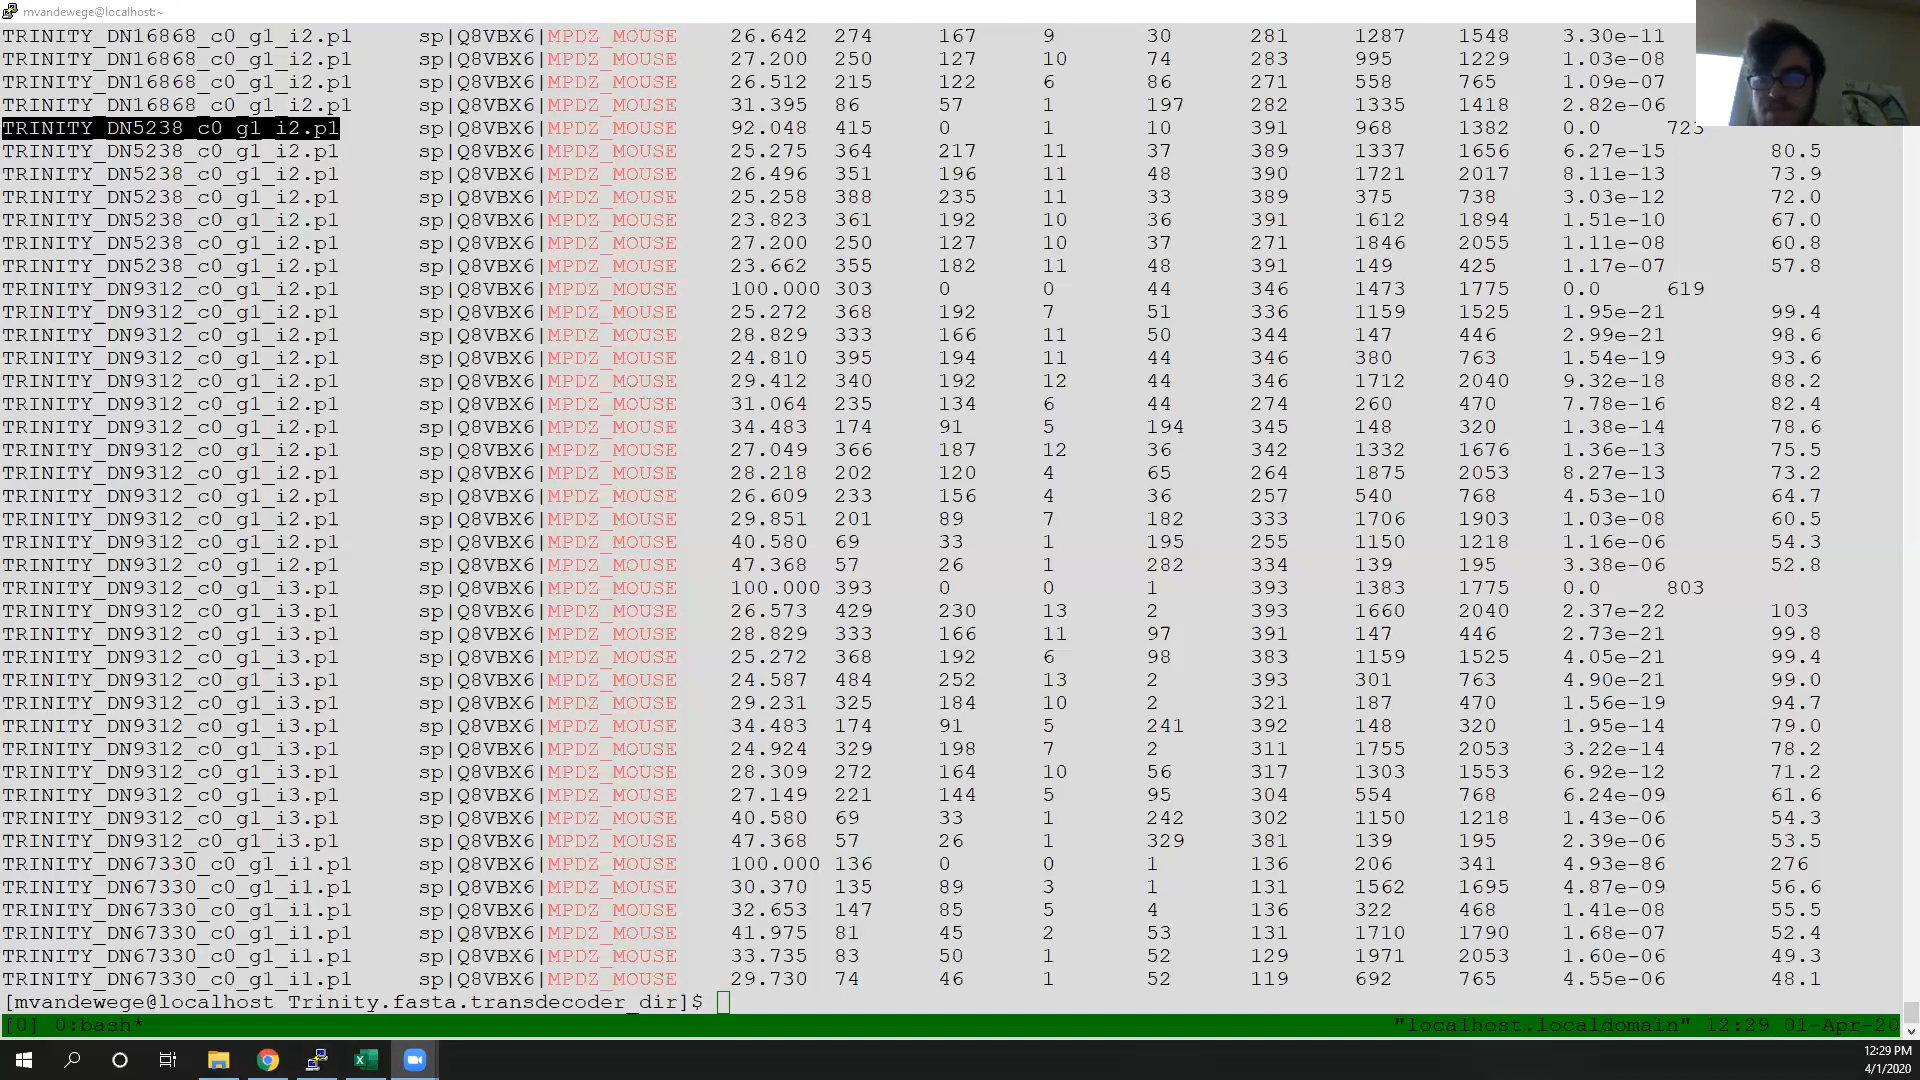 mvandewege@localhost:~
TRINITY_DN16868_c0_g1_i2.p1 sp|Q8VBX6|MPDZ_MOUSE 26.642 274 167 9 30 281 1287 1548 3.30e-11
TRINITY_DN16868_c0_g1_i2.p1 sp|Q8VBX6|MPDZ_MOUSE 27.200 250 127 10 74 283 995 1229 1.03e-08
TRINITY_DN16868_c0_g1_i2.p1 sp|Q8VBX6|MPDZ_MOUSE 26.512 215 122 6 86 271 558 765 1.09e-07
TRINITY_DN16868_c0_g1_i2.p1 sp|Q8VBX6|MPDZ_MOUSE 31.395 86 57 1 197 282 1335 1418 2.82e-06
TRINITY_DN5238_c0_g1_i2.p1 sp|Q8VBX6|MPDZ_MOUSE 92.048 415 0 1 10 391 968 1382 0.0 723
TRINITY_DN5238_c0_g1_i2.p1 sp|Q8VBX6|MPDZ_MOUSE 25.275 364 217 11 37 389 1337 1656 6.27e-15 80.5
TRINITY_DN5238_c0_g1_i2.p1 sp|Q8VBX6|MPDZ_MOUSE 26.496 351 196 11 48 390 1721 2017 8.11e-13 73.9
TRINITY_DN5238_c0_g1_i2.p1 sp|Q8VBX6|MPDZ_MOUSE 25.258 388 235 11 33 389 375 738 3.03e-12 72.0
TRINITY_DN5238_c0_g1_i2.p1 sp|Q8VBX6|MPDZ_MOUSE 23.823 361 192 10 36 391 1612 1894 1.51e-10 67.0
TRINITY_DN5238_c0_g1_i2.p1 sp|Q8VBX6|MPDZ_MOUSE 27.200 250 127 10 37 271 1846 2055 1.11e-08 60.8
TRINITY_DN5238_c0_g1_i2.p1 sp|Q8VBX6|MPDZ_MOUSE 23.662 355 182 11 48 391 149 425 1.17e-07 57.8
TRINITY_DN9312_c0_g1_i2.p1 sp|Q8VBX6|MPDZ_MOUSE 100.000 303 0 0 44 346 1473 1775 0.0 619
TRINITY_DN9312_c0_g1_i2.p1 sp|Q8VBX6|MPDZ_MOUSE 25.272 368 192 7 51 336 1159 1525 1.95e-21 99.4
TRINITY_DN9312_c0_g1_i2.p1 sp|Q8VBX6|MPDZ_MOUSE 28.829 333 166 11 50 344 147 446 2.99e-21 98.6
TRINITY_DN9312_c0_g1_i2.p1 sp|Q8VBX6|MPDZ_MOUSE 24.810 395 194 11 44 346 380 763 1.54e-19 93.6
TRINITY_DN9312_c0_g1_i2.p1 sp|Q8VBX6|MPDZ_MOUSE 29.412 340 192 12 44 346 1712 2040 9.32e-18 88.2
TRINITY_DN9312_c0_g1_i2.p1 sp|Q8VBX6|MPDZ_MOUSE 31.064 235 134 6 44 274 260 470 7.78e-16 82.4
TRINITY_DN9312_c0_g1_i2.p1 sp|Q8VBX6|MPDZ_MOUSE 34.483 174 91 5 194 345 148 320 1.38e-14 78.6
TRINITY_DN9312_c0_g1_i2.p1 sp|Q8VBX6|MPDZ_MOUSE 27.049 366 187 12 36 342 1332 1676 1.36e-13 75.5
TRINITY_DN9312_c0_g1_i2.p1 sp|Q8VBX6|MPDZ_MOUSE 28.218 202 120 4 65 264 1875 2053 8.27e-13 73.2
TRINITY_DN9312_c0_g1_i2.p1 sp|Q8VBX6|MPDZ_MOUSE 26.609 233 156 4 36 257 540 768 4.53e-10 64.7
TRINITY_DN9312_c0_g1_i2.p1 sp|Q8VBX6|MPDZ_MOUSE 29.851 201 89 7 182 333 1706 1903 1.03e-08 60.5
TRINITY_DN9312_c0_g1_i2.p1 sp|Q8VBX6|MPDZ_MOUSE 40.580 69 33 1 195 255 1150 1218 1.16e-06 54.3
TRINITY_DN9312_c0_g1_i2.p1 sp|Q8VBX6|MPDZ_MOUSE 47.368 57 26 1 282 334 139 195 3.38e-06 52.8
TRINITY_DN9312_c0_g1_i3.p1 sp|Q8VBX6|MPDZ_MOUSE 100.000 393 0 0 1 393 1383 1775 0.0 803
TRINITY_DN9312_c0_g1_i3.p1 sp|Q8VBX6|MPDZ_MOUSE 26.573 429 230 13 2 393 1660 2040 2.37e-22 103
TRINITY_DN9312_c0_g1_i3.p1 sp|Q8VBX6|MPDZ_MOUSE 28.829 333 166 11 97 391 147 446 2.73e-21 99.8
TRINITY_DN9312_c0_g1_i3.p1 sp|Q8VBX6|MPDZ_MOUSE 25.272 368 192 6 98 383 1159 1525 4.05e-21 99.4
TRINITY_DN9312_c0_g1_i3.p1 sp|Q8VBX6|MPDZ_MOUSE 24.587 484 252 13 2 393 301 763 4.90e-21 99.0
TRINITY_DN9312_c0_g1_i3.p1 sp|Q8VBX6|MPDZ_MOUSE 29.231 325 184 10 2 321 187 470 1.56e-19 94.7
TRINITY_DN9312_c0_g1_i3.p1 sp|Q8VBX6|MPDZ_MOUSE 34.483 174 91 5 241 392 148 320 1.95e-14 79.0
TRINITY_DN9312_c0_g1_i3.p1 sp|Q8VBX6|MPDZ_MOUSE 24.924 329 198 7 2 311 1755 2053 3.22e-14 78.2
TRINITY_DN9312_c0_g1_i3.p1 sp|Q8VBX6|MPDZ_MOUSE 28.309 272 164 10 56 317 1303 1553 6.92e-12 71.2
TRINITY_DN9312_c0_g1_i3.p1 sp|Q8VBX6|MPDZ_MOUSE 27.149 221 144 5 95 304 554 768 6.24e-09 61.6
TRINITY_DN9312_c0_g1_i3.p1 sp|Q8VBX6|MPDZ_MOUSE 40.580 69 33 1 242 302 1150 1218 1.43e-06 54.3
TRINITY_DN9312_c0_g1_i3.p1 sp|Q8VBX6|MPDZ_MOUSE 47.368 57 26 1 329 381 139 195 2.39e-06 53.5
TRINITY_DN67330_c0_g1_i1.p1 sp|Q8VBX6|MPDZ_MOUSE 100.000 136 0 0 1 136 206 341 4.93e-86 276
TRINITY_DN67330_c0_g1_i1.p1 sp|Q8VBX6|MPDZ_MOUSE 30.370 135 89 3 1 131 1562 1695 4.87e-09 56.6
TRINITY_DN67330_c0_g1_i1.p1 sp|Q8VBX6|MPDZ_MOUSE 32.653 147 85 5 4 136 322 468 1.41e-08 55.5
TRINITY_DN67330_c0_g1_i1.p1 sp|Q8VBX6|MPDZ_MOUSE 41.975 81 45 2 53 131 1710 1790 1.68e-07 52.4
TRINITY_DN67330_c0_g1_i1.p1 sp|Q8VBX6|MPDZ_MOUSE 33.735 83 50 1 52 129 1971 2053 1.60e-06 49.3
TRINITY_DN67330_c0_g1_i1.p1 sp|Q8VBX6|MPDZ_MOUSE 29.730 74 46 1 52 119 692 765 4.55e-06 48.1
[mvandewege@localhost Trinity.fasta.transdecoder_dir]$
[0] 0:bash* "localhost.localdomain" 12:29 01-Apr-20
12:29 PM
4/1/2020